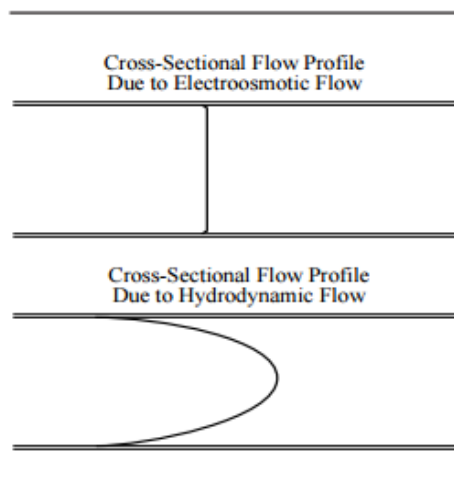 Cross-Sectional Flow Profile
Due to Electroosmotic Flow
Cross-Sectional Flow Profile
Due to Hydrodynamic Flow